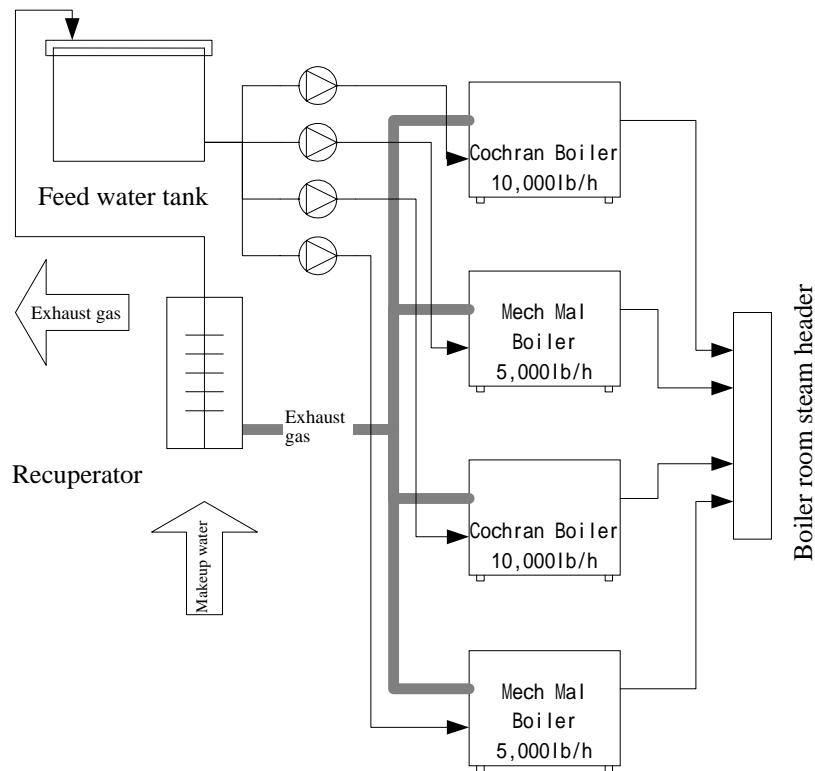 Feed water tank
Exhaust gas
Recuperator
Makeup water
Exhaust
gas
Cochran Boiler
10,000lb/h
Mech Mal
Boiler
5,000lb/h
Cochran Boiler
10,000lb/h
Mech Mal
Boiler
5,000lb/h
Boiler room steam header